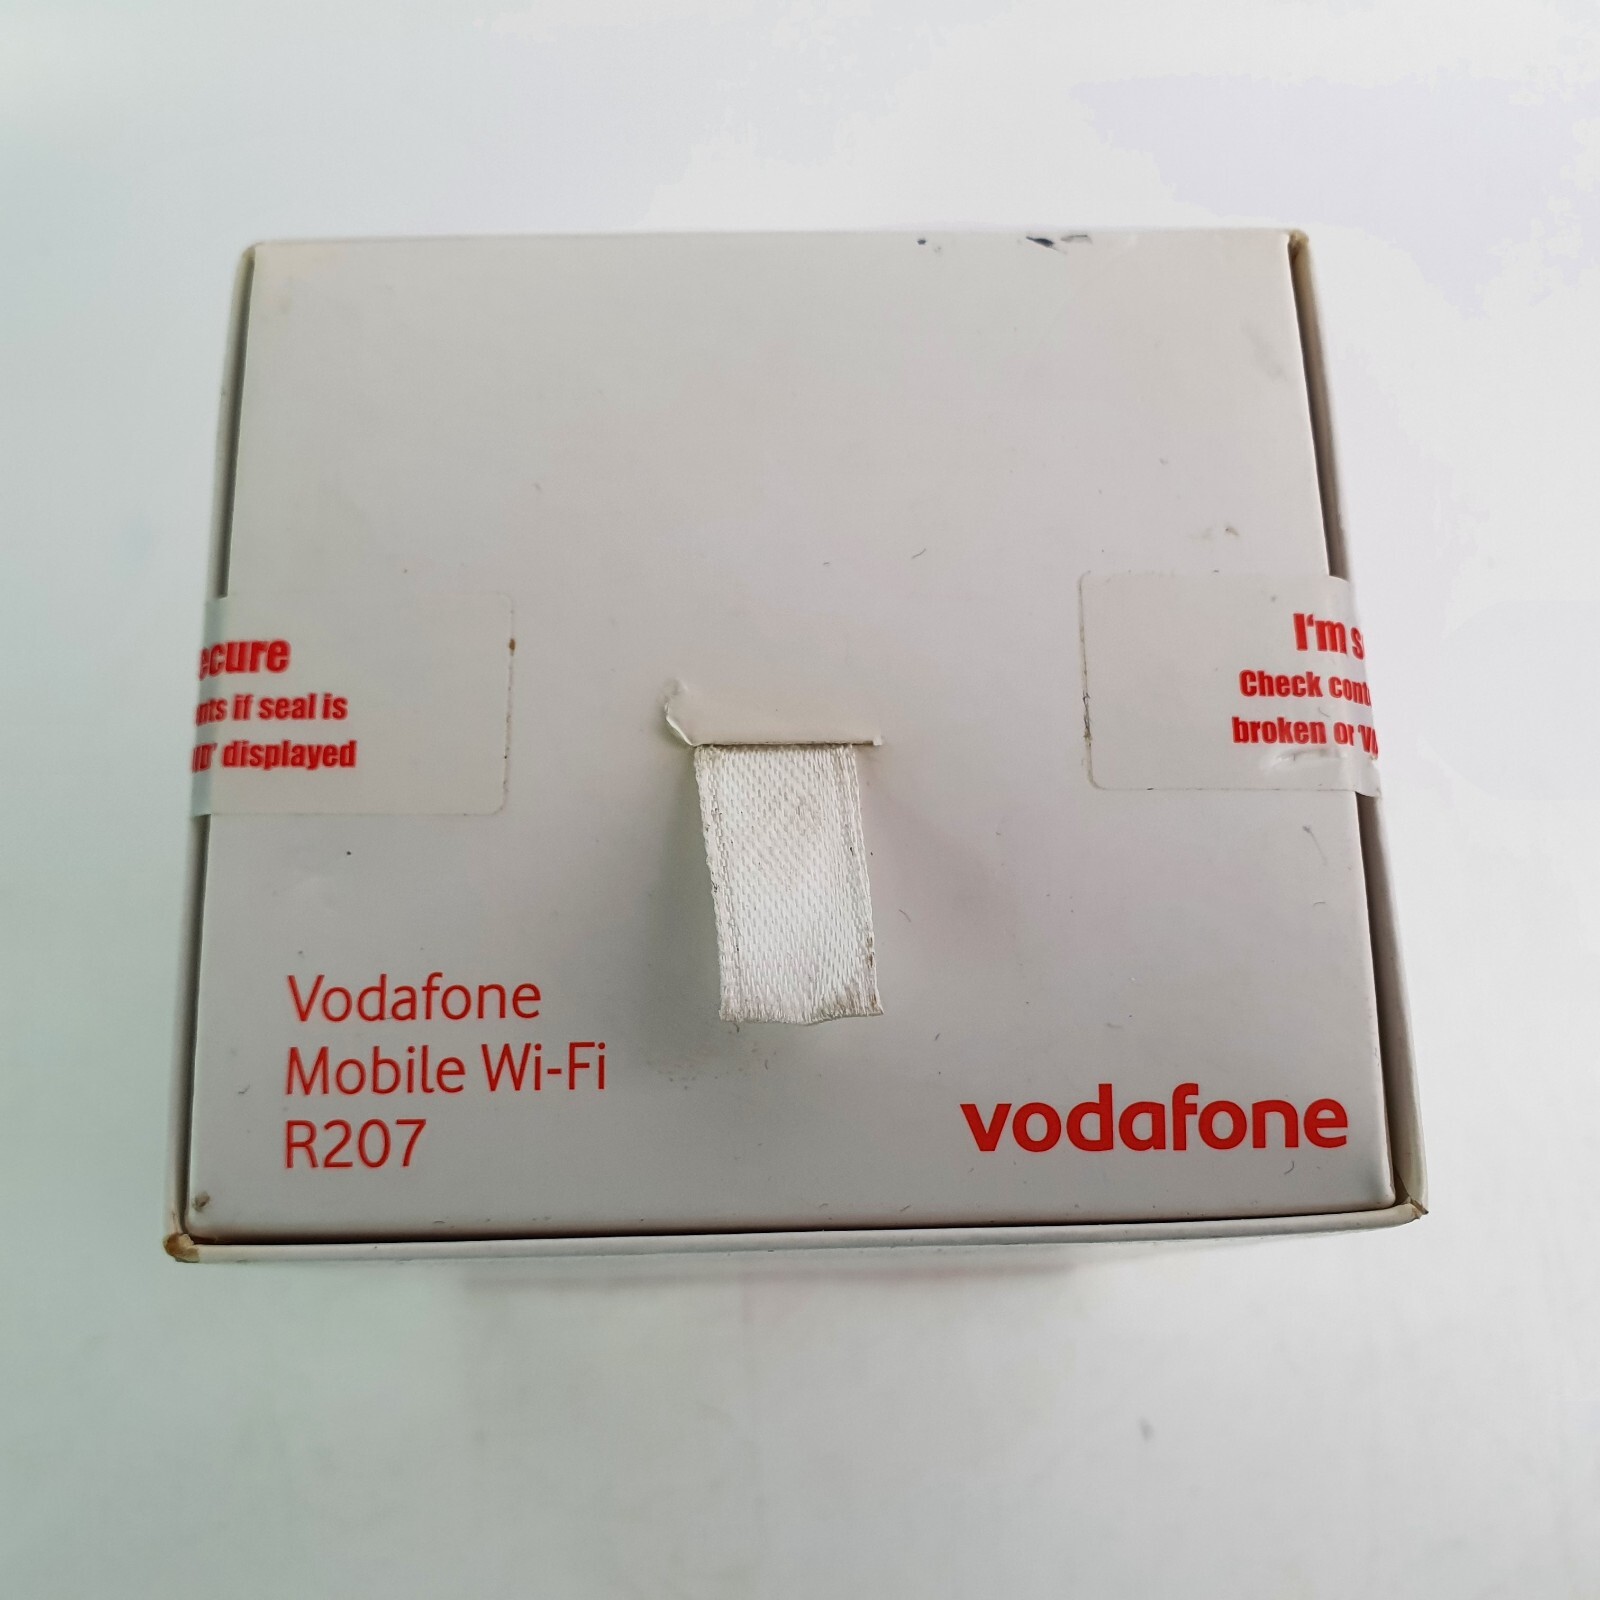 ecure
nts if seal is
displayed
I'm s
Check cont
broken or
Vodafone
Mobile Wi-Fi
R207
vodafone